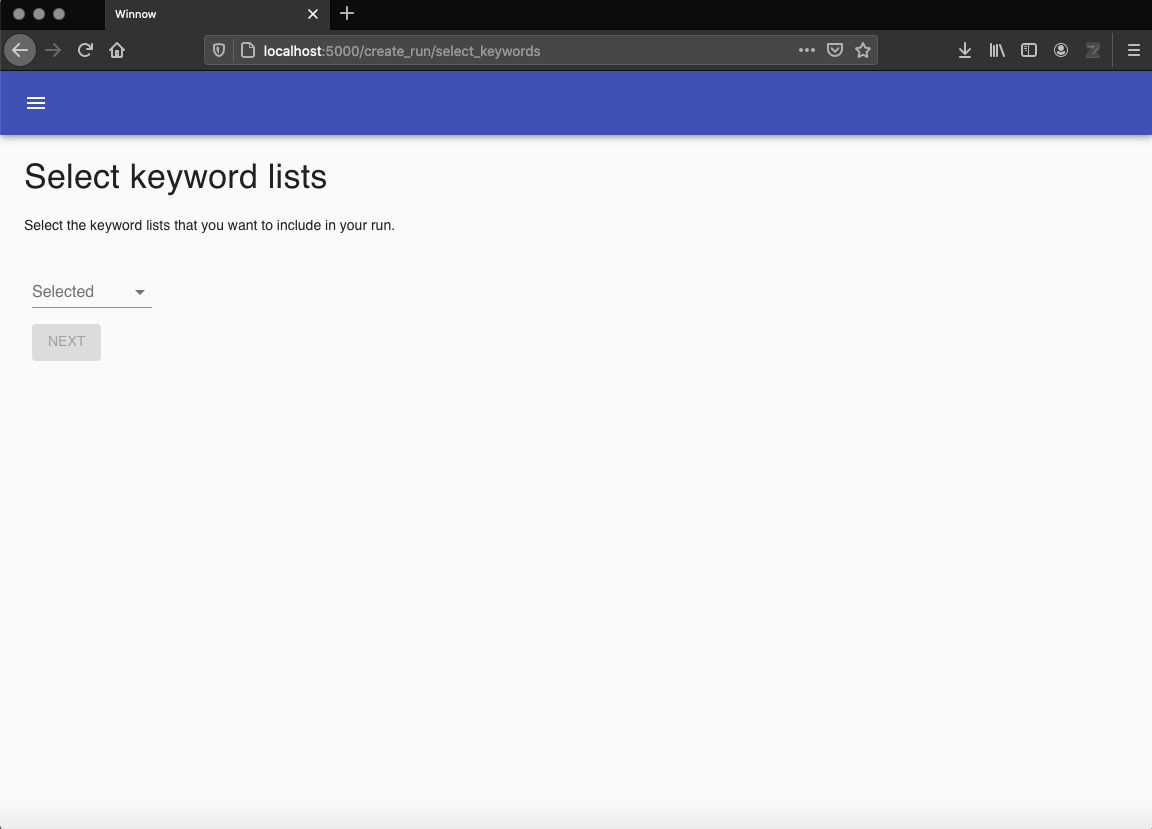 Winnow
localhost:5000/create_run/select_keywords
Select keyword lists
Select the keyword lists that you want to include in your run.
Selected
NEXT